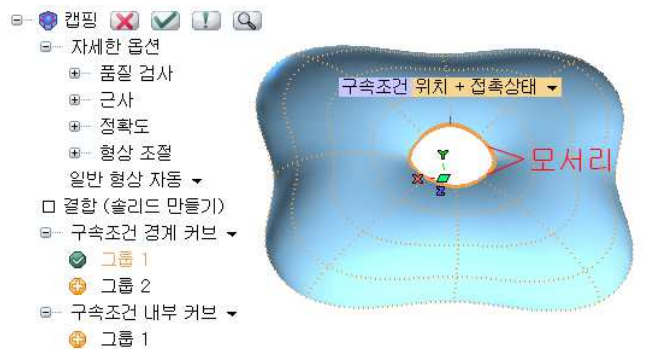 캡핑
자세한 옵션
품질 검사
근사
정확도
형상 조절
일반 형상 자동
결합 (솔리드 만들기)
구속조건 경계 커브
그룹 1
그룹 2
구속조건 내부 커브
그룹 1
구속조건 위치 + 접촉상태
모서리
Y
X
Z